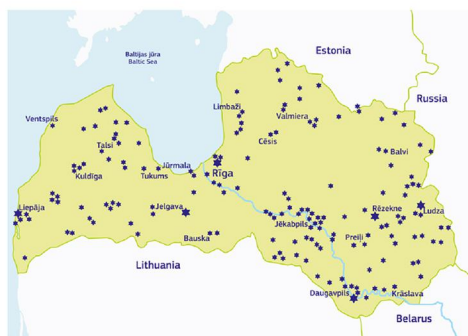 Baltijas jūra
Baltic Sea
Estonia
Russia
Ventspils
Limbaži
Valmiera
Talsi
Cēsis
Balvi
Kuldīga
Tukums
Jūrmala
Rīga
Liepāja
Jelgava
Rēzekne
Ludza
Jēkabpils
Bauska
Preiļi
Lithuania
Daugavpils
Krāslava
Belarus